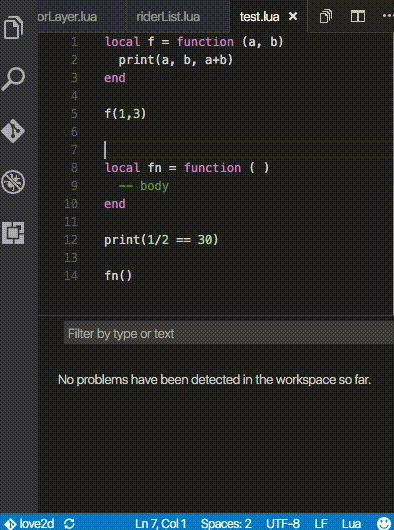 orLayer.lua riderList.lua test.lua
1 local f = function (a, b)
2 print(a, b, a+b)
3 end
4
5 f(1,3)
6
7
8 local fn = function ( )
9 -- body
10 end
11
12 print(1/2 == 30)
13
14 fn()
Filter by type or text
No problems have been detected in the workspace so far.
love2d Ln 7, Col 1 Spaces: 2 UTF-8 LF Lua